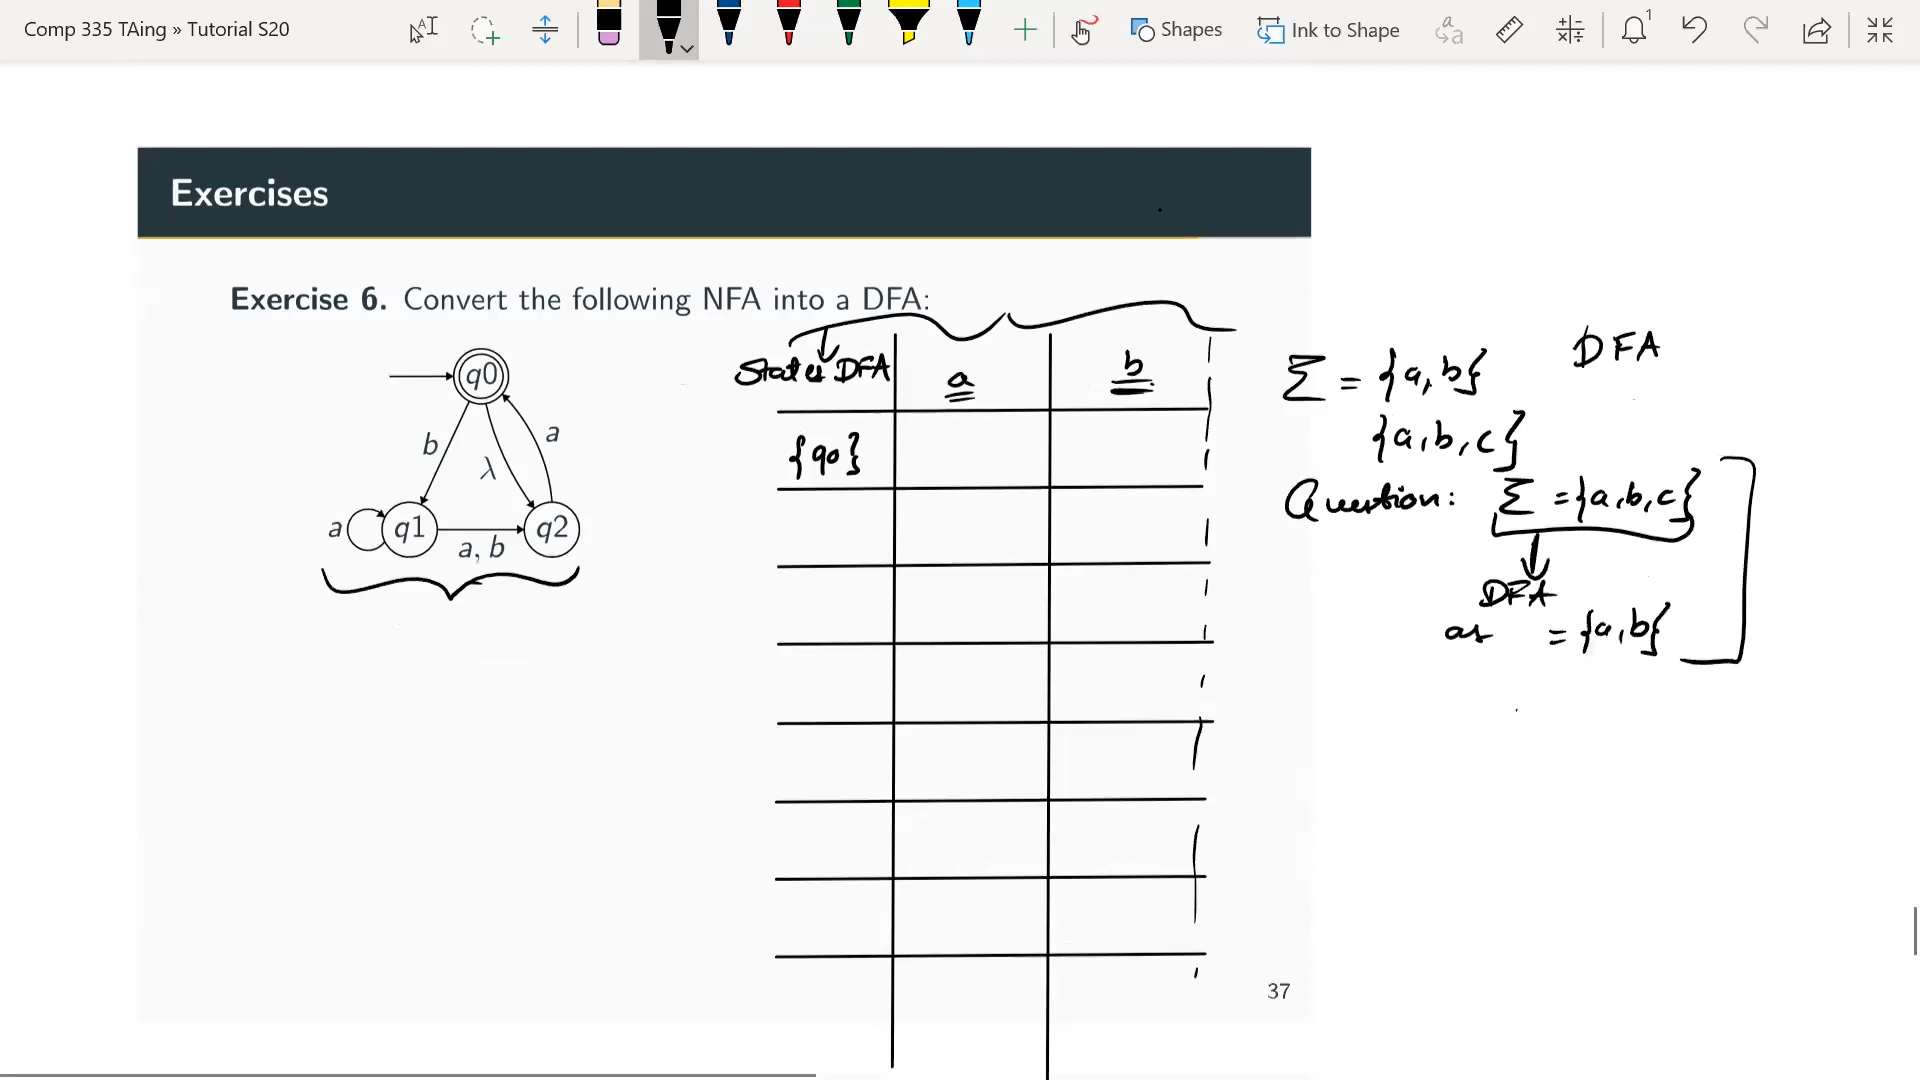 Comp 335 TAing » Tutorial S20
Shapes
Ink to Shape
1
Exercises
Exercise 6. Convert the following NFA into a DFA:
q0
b
λ
a
a
q1
a, b
q2
States DFA
a
b
{q0}
Σ = {a, b}
DFA
{a, b, c}
Question: Σ = {a, b, c}
DFA
as = {a, b}
37